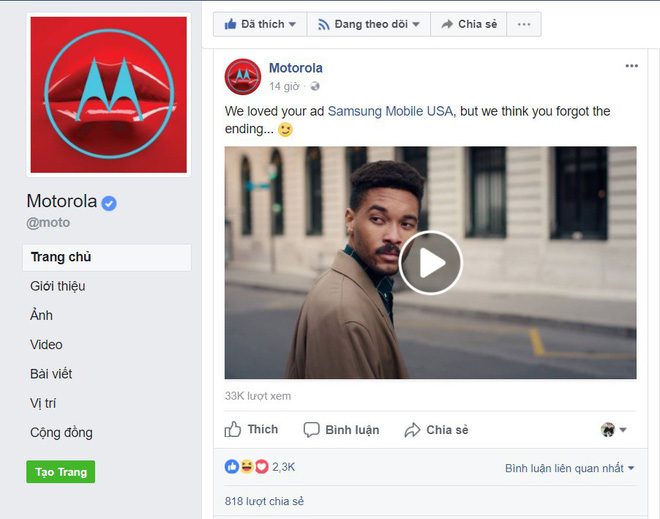 Đã thích
Đang theo dõi
Chia sẻ
Motorola
14 giờ ·
We loved your ad Samsung Mobile USA, but we think you forgot the
ending...
33K lượt xem
Thích
Bình luận
Chia sẻ
2,3K
Bình luận liên quan nhất
818 lượt chia sẻ
Motorola
@moto
Trang chủ
Giới thiệu
Ảnh
Video
Bài viết
Vị trí
Cộng đồng
Tạo Trang